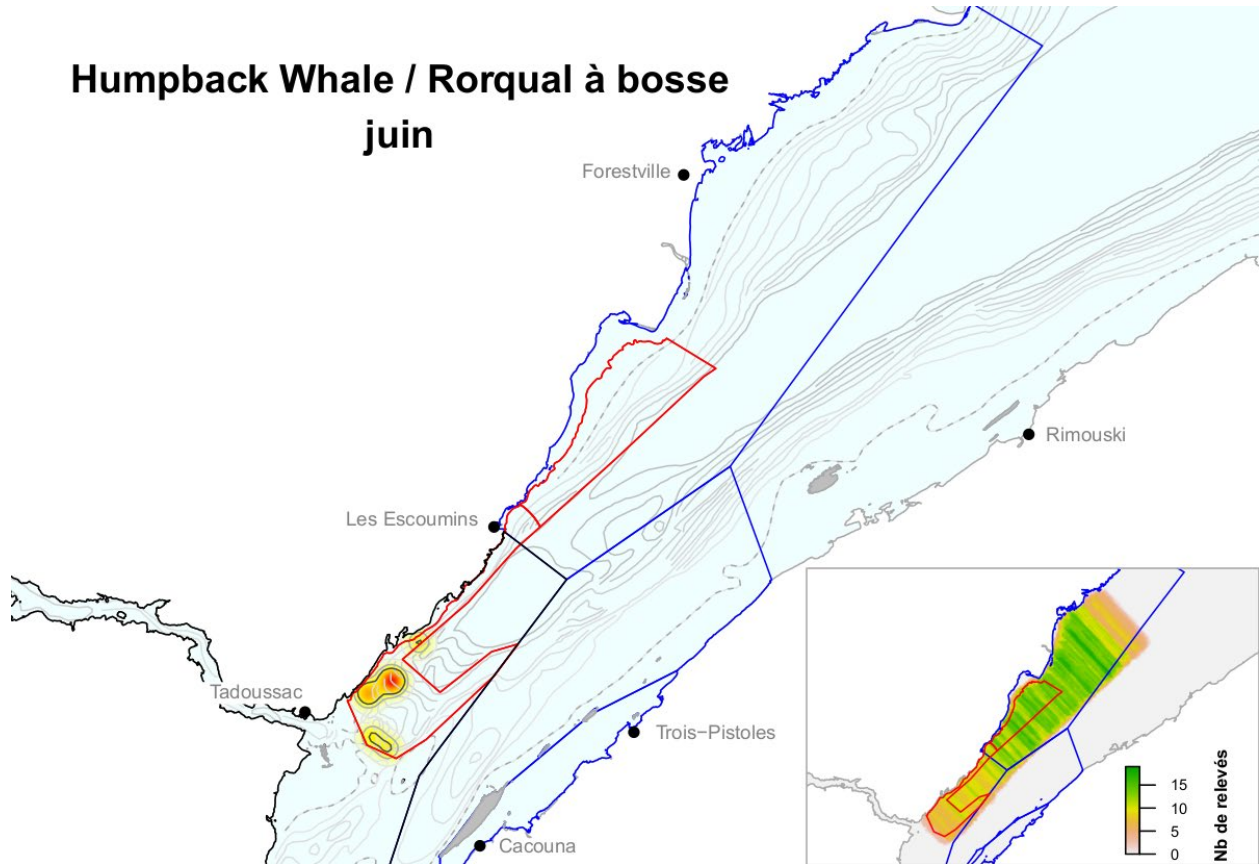 Humpback Whale / Rorqual à bosse
juin
Forestville
Rimouski
Les Escoumins
Tadoussac
Trois−Pistoles
Cacouna
15
10
5
0
Nb de relevés